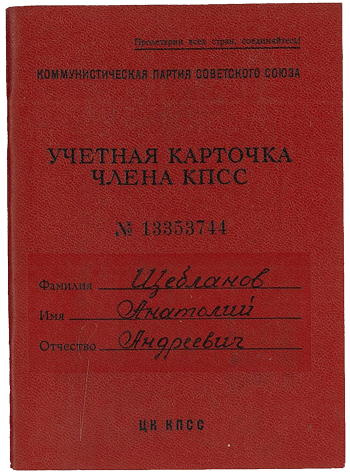 Пролетарии всех стран, соединяйтесь!
КОММУНИСТИЧЕСКАЯ ПАРТИЯ СОВЕТСКОГО СОЮЗА
УЧЕТНАЯ КАРТОЧКА
ЧЛЕНА КПСС
№ 13353744
Фамилия Щебланов
Имя Анатолий
Отчество Андреевич
ЦК КПСС